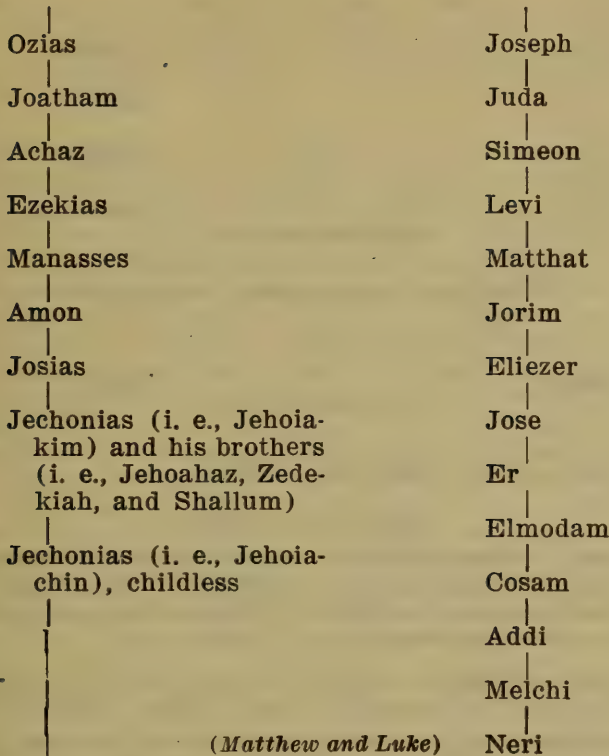 Ozias
Joatham
Achaz
Ezekias
Manasses
Amon
Josias
Jechonias (i. e., Jehoia-
kim) and his brothers
(i. e., Jehoahaz, Zede-
kiah, and Shallum)
Jechonias (i. e., Jehoia-
chin), childless
Joseph
Juda
Simeon
Levi
Matthat
Jorim
Eliezer
Jose
Er
Elmodam
Cosam
Addi
Melchi
(Matthew and Luke) Neri